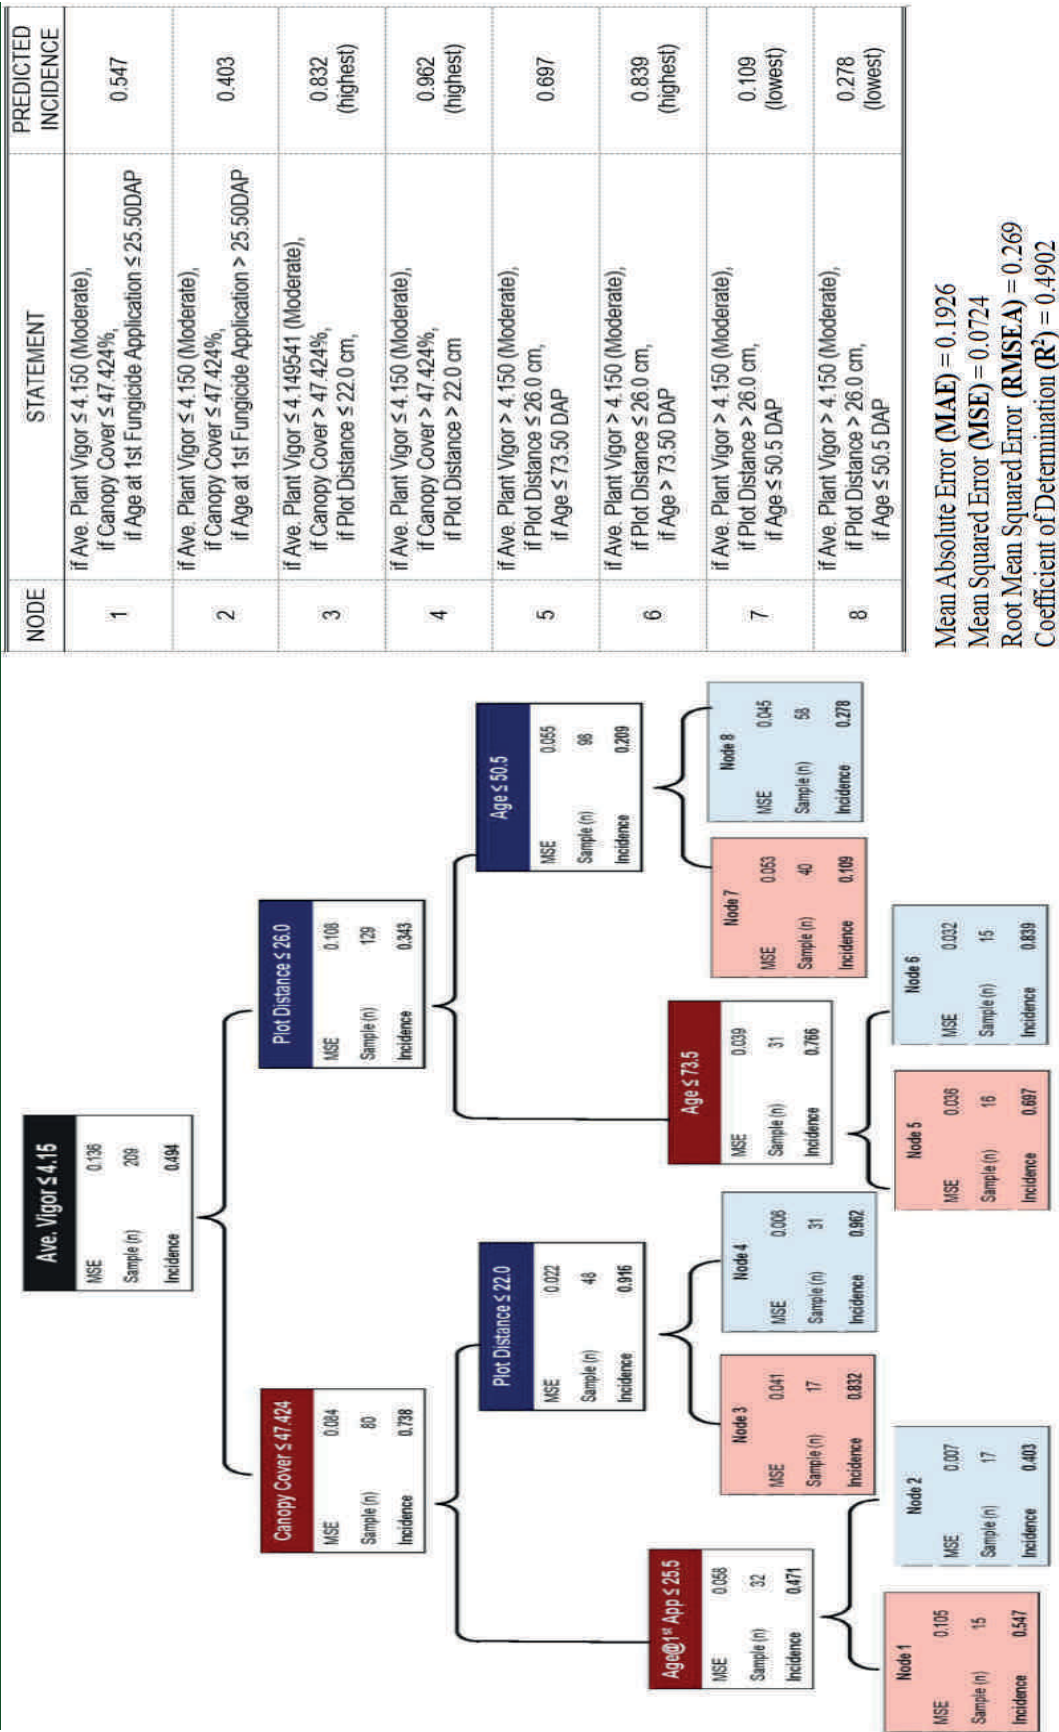 Ave. Vigor ≤ 4.15
MSE 0.136
Sample (n) 209
Incidence 0.494
Canopy Cover ≤ 47.424
MSE 0.084
Sample (n) 80
Incidence 0.738
Plot Distance ≤ 26.0
MSE 0.108
Sample (n) 129
Incidence 0.343
Age@1st App ≤ 25.5
MSE 0.058
Sample (n) 32
Incidence 0.471
Plot Distance ≤ 22.0
MSE 0.022
Sample (n) 48
Incidence 0.916
Age ≤ 73.5
MSE 0.039
Sample (n) 31
Incidence 0.766
Age ≤ 50.5
MSE 0.055
Sample (n) 98
Incidence 0.209
Node 1
MSE 0.105
Sample (n) 15
Incidence 0.547
Node 2
MSE 0.007
Sample (n) 17
Incidence 0.403
Node 3
MSE 0.041
Sample (n) 17
Incidence 0.832
Node 4
MSE 0.006
Sample (n) 31
Incidence 0.962
Node 5
MSE 0.036
Sample (n) 16
Incidence 0.697
Node 6
MSE 0.032
Sample (n) 15
Incidence 0.839
Node 7
MSE 0.053
Sample (n) 40
Incidence 0.109
Node 8
MSE 0.045
Sample (n) 58
Incidence 0.278
NODE STATEMENT PREDICTED
INCIDENCE
1 if Ave. Plant Vigor ≤ 4.150 (Moderate), 0.547
if Canopy Cover ≤ 47.424%,
if Age at 1st Fungicide Application ≤ 25.50DAP
2 if Ave. Plant Vigor ≤ 4.150 (Moderate), 0.403
if Canopy Cover ≤ 47.424%,
if Age at 1st Fungicide Application > 25.50DAP
3 if Ave. Plant Vigor ≤ 4.149541 (Moderate), 0.832
if Canopy Cover > 47.424%, (highest)
if Plot Distance ≤ 22.0 cm,
4 if Ave. Plant Vigor ≤ 4.150 (Moderate), 0.962
if Canopy Cover > 47.424%, (highest)
if Plot Distance > 22.0 cm
5 if Ave. Plant Vigor > 4.150 (Moderate), 0.697
if Plot Distance ≤ 26.0 cm,
if Age ≤ 73.50 DAP
6 if Ave. Plant Vigor > 4.150 (Moderate), 0.839
if Plot Distance ≤ 26.0 cm, (highest)
if Age > 73.50 DAP
7 if Ave. Plant Vigor > 4.150 (Moderate), 0.109
if Plot Distance > 26.0 cm, (lowest)
if Age ≤ 50.5 DAP
8 if Ave. Plant Vigor > 4.150 (Moderate), 0.278
if Plot Distance > 26.0 cm, (lowest)
if Age ≤ 50.5 DAP
Mean Absolute Error (MAE) = 0.1926
Mean Squared Error (MSE) = 0.0724
Root Mean Squared Error (RMSEA) = 0.269
Coefficient of Determination (R²) = 0.4902